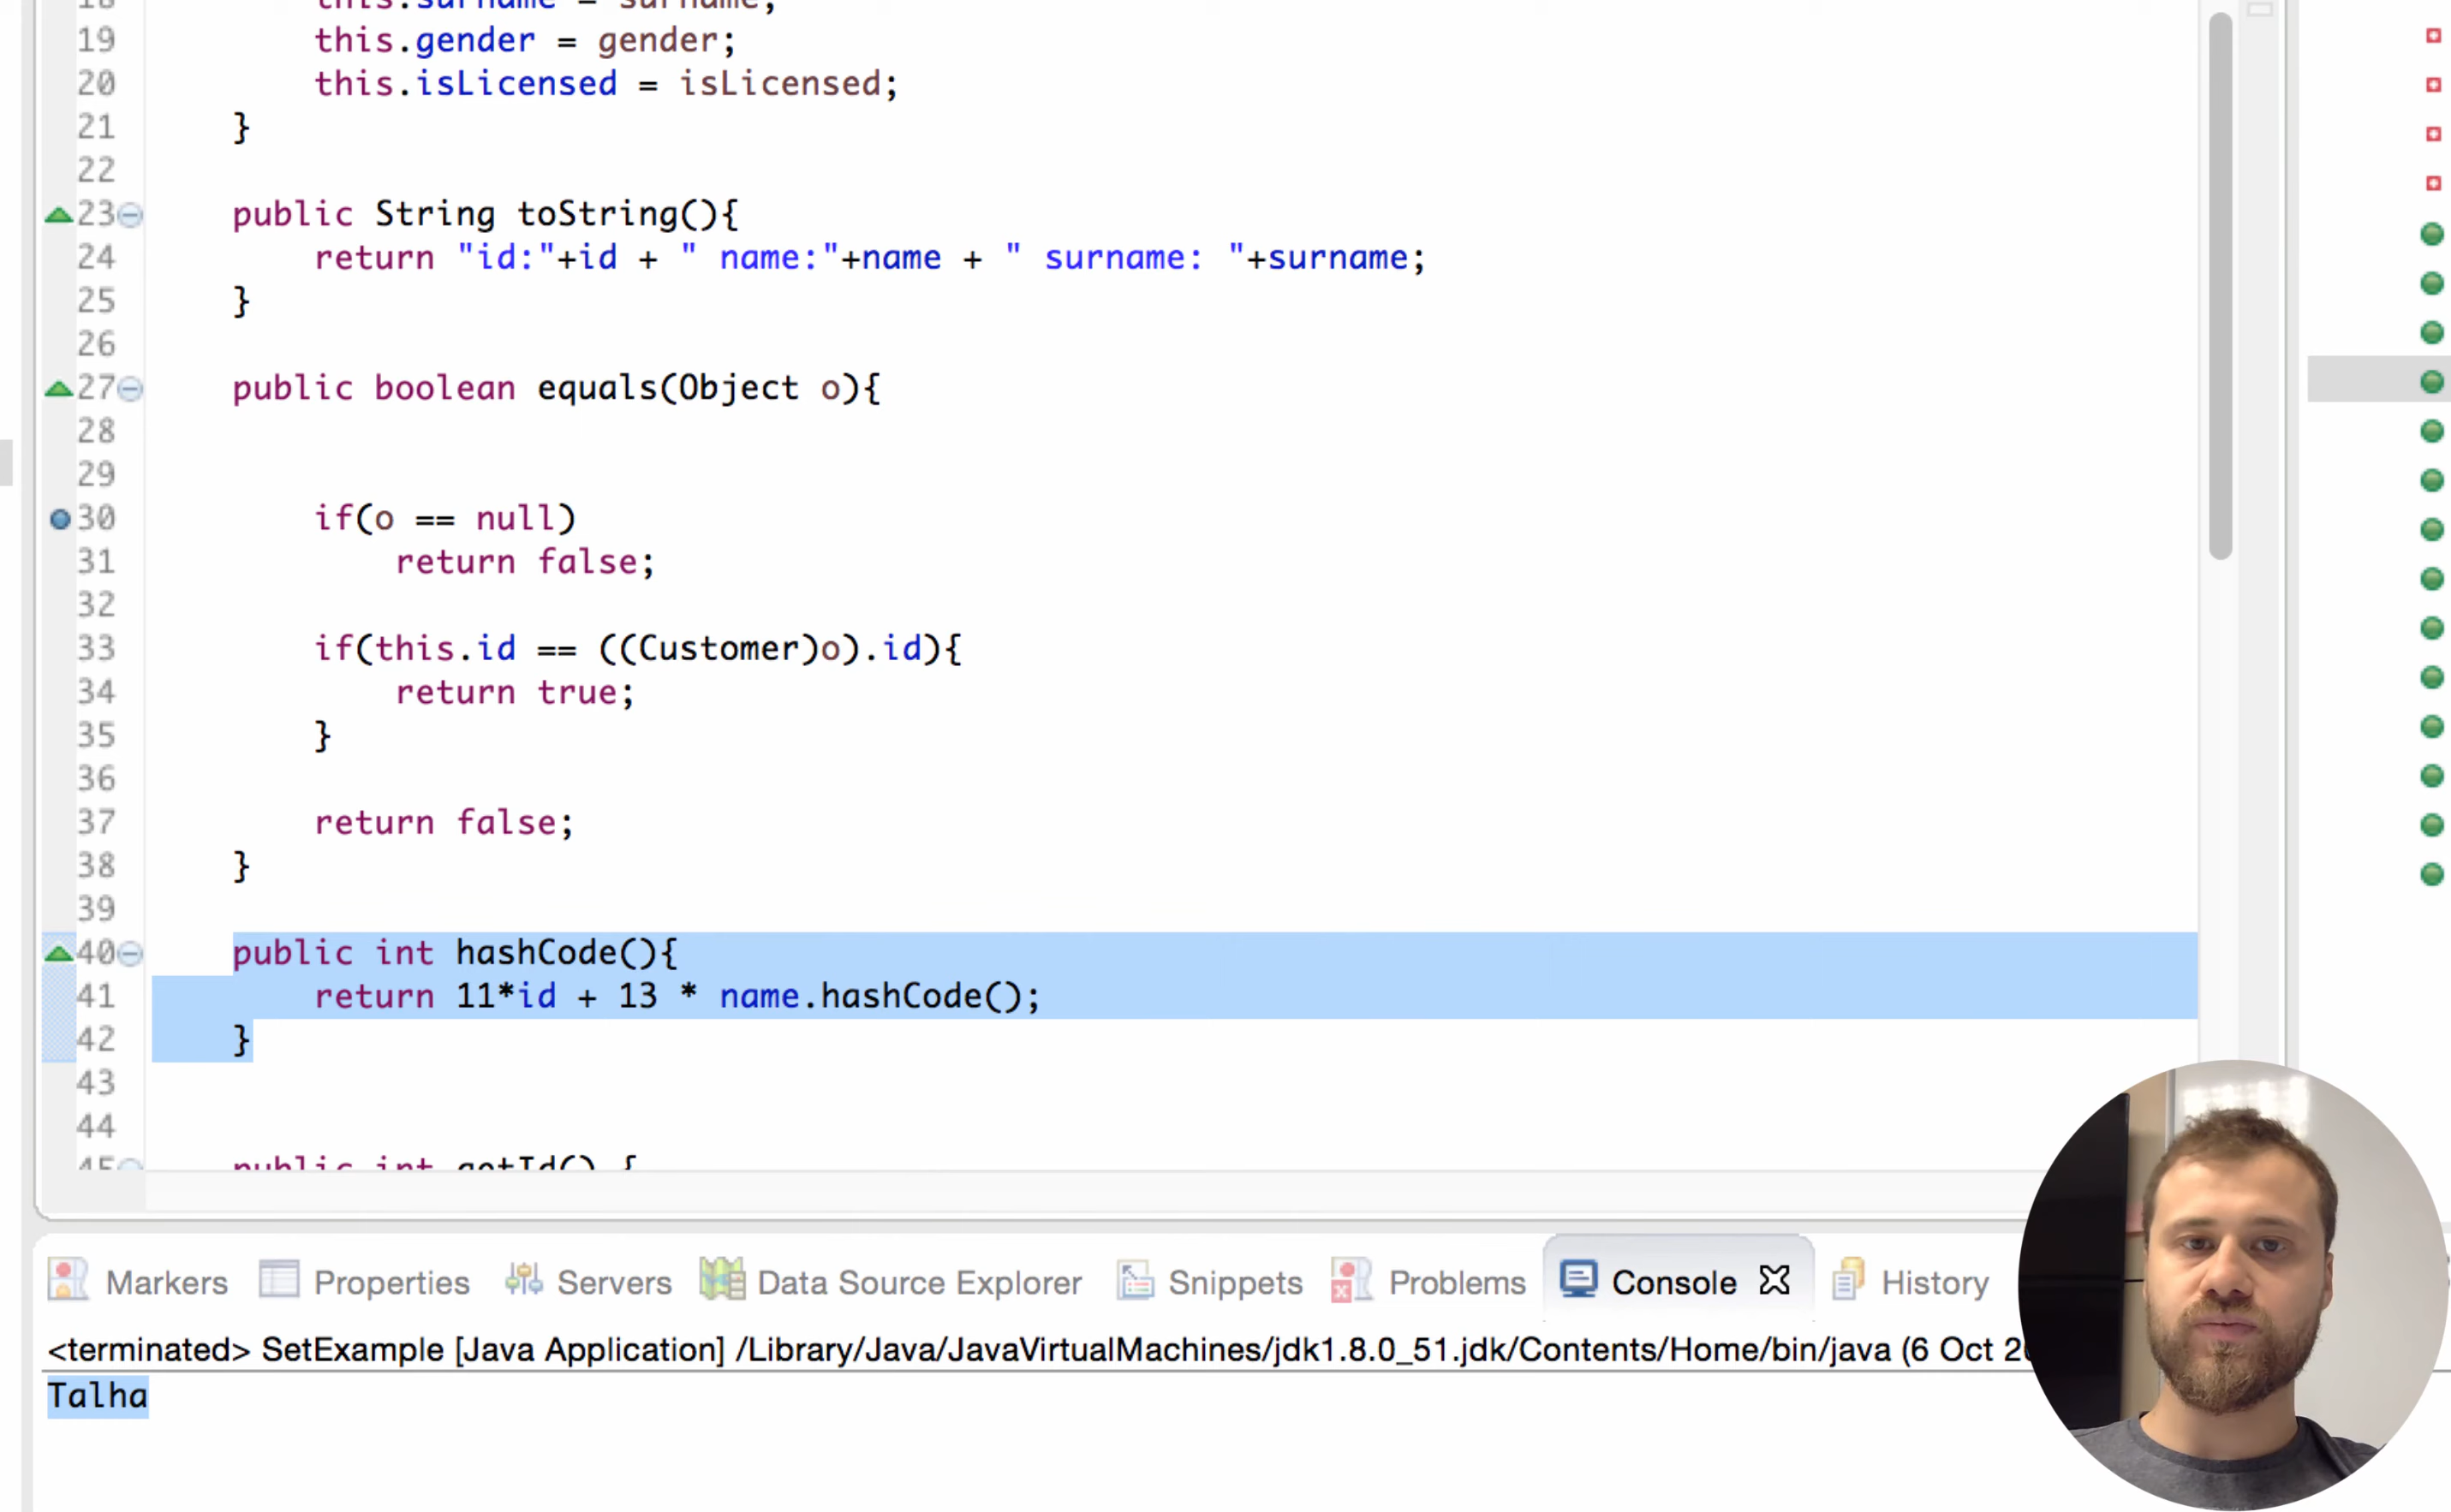 18 this.surname = surname;
19 this.gender = gender;
20 this.isLicensed = isLicensed;
21 }
22
23 public String toString(){
24 return "id:"+id + " name:"+name + " surname: "+surname;
25 }
26
27 public boolean equals(Object o){
28
29
30 if(o == null)
31 return false;
32
33 if(this.id == ((Customer)o).id){
34 return true;
35 }
36
37 return false;
38 }
39
40 public int hashCode(){
41 return 11*id + 13 * name.hashCode();
42 }
43
44
45 public int getId() {
Markers Properties Servers Data Source Explorer Snippets Problems Console History
<terminated> SetExample [Java Application] /Library/Java/JavaVirtualMachines/jdk1.8.0_51.jdk/Contents/Home/bin/java (6 Oct
Talha